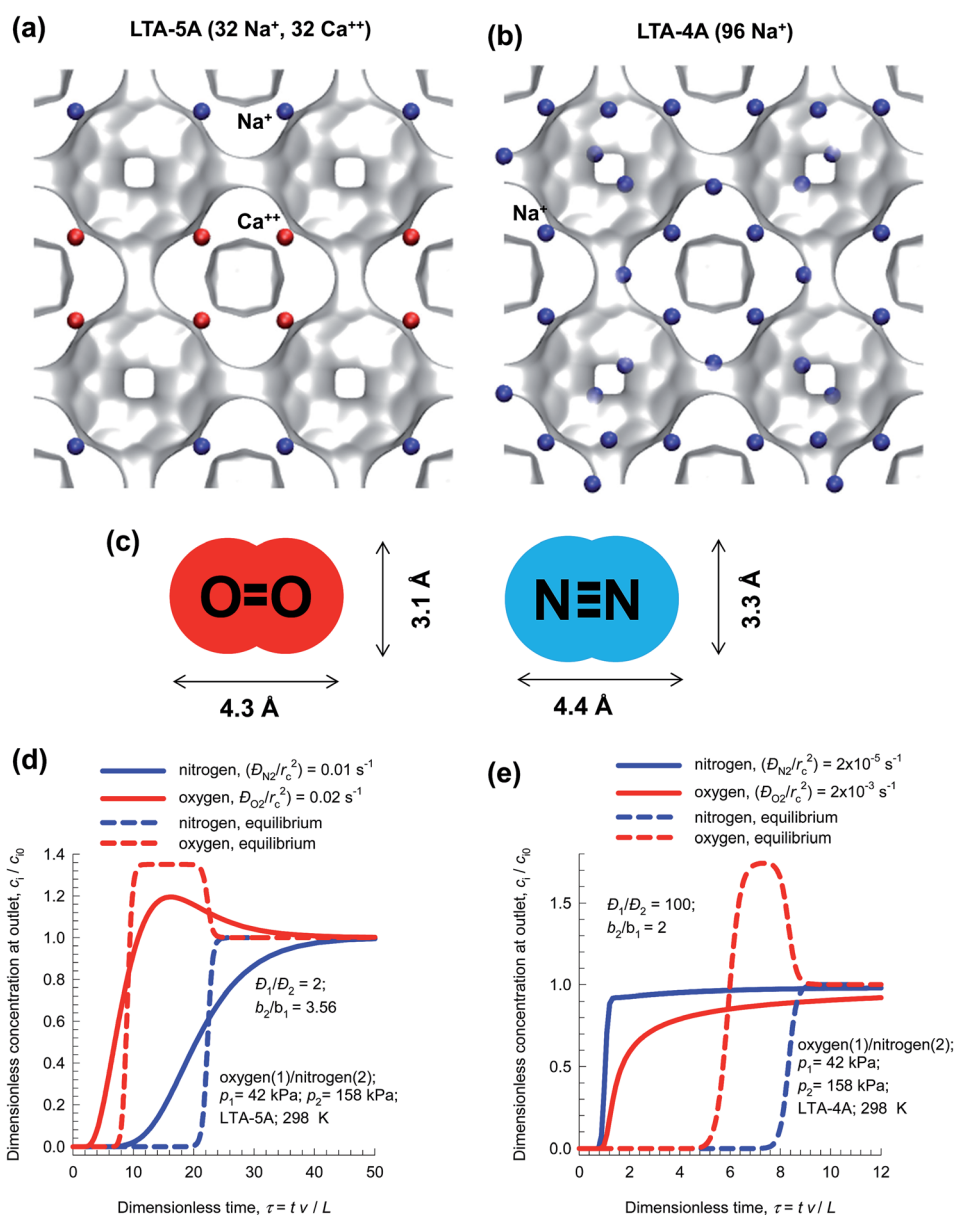 (a)
LTA-5A (32 Na⁺, 32 Ca⁺⁺)
Na⁺
Ca⁺⁺
(b)
LTA-4A (96 Na⁺)
Na⁺
(c)
O=O
3.1 Å
4.3 Å
N≡N
3.3 Å
4.4 Å
(d)
nitrogen, (Đ_N2/r_c²) = 0.01 s⁻¹
oxygen, (Đ_O2/r_c²) = 0.02 s⁻¹
nitrogen, equilibrium
oxygen, equilibrium
Dimensionless concentration at outlet, c_i / c_i0
1.4
1.2
1.0
0.8
0.6
0.4
0.2
0.0
Đ₁/Đ₂ = 2;
b₂/b₁ = 3.56
oxygen(1)/nitrogen(2);
p₁= 42 kPa; p₂= 158 kPa;
LTA-5A; 298 K
0 10 20 30 40 50
Dimensionless time, τ = t v / L
(e)
nitrogen, (Đ_N2/r_c²) = 2x10⁻⁵ s⁻¹
oxygen, (Đ_O2/r_c²) = 2x10⁻³ s⁻¹
nitrogen, equilibrium
oxygen, equilibrium
Dimensionless concentration at outlet, c_i / c_i0
1.5
1.0
0.5
0.0
Đ₁/Đ₂ = 100;
b₂/b₁ = 2
oxygen(1)/nitrogen(2);
p₁= 42 kPa;
p₂= 158 kPa;
LTA-4A; 298 K
0 2 4 6 8 10 12
Dimensionless time, τ = t v / L